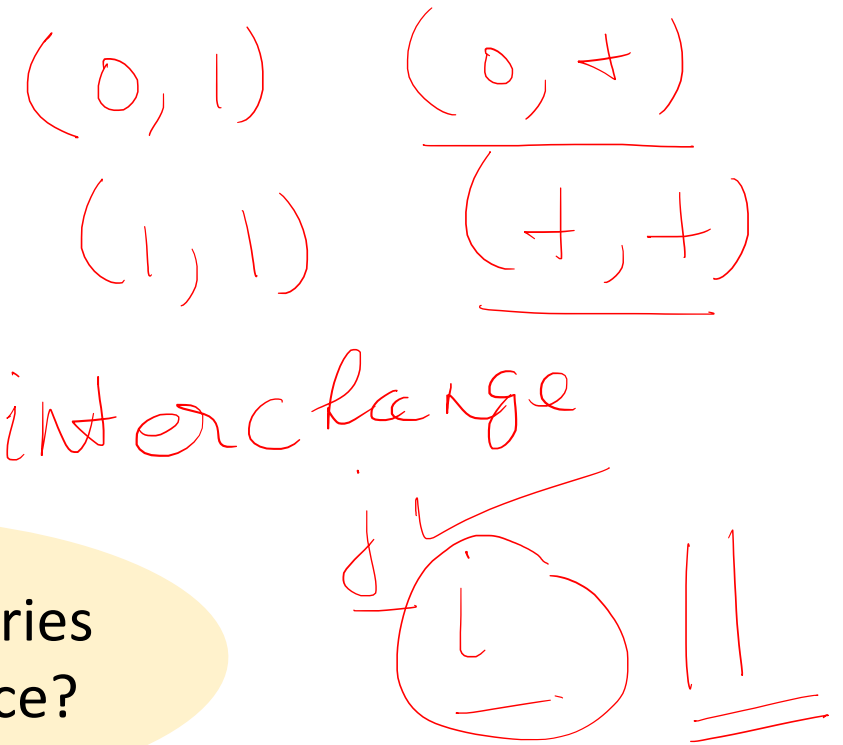 (0, 1) (0, +)
(1, 1) (+, +)
interchange
j ✓
i ||
ries
ce?